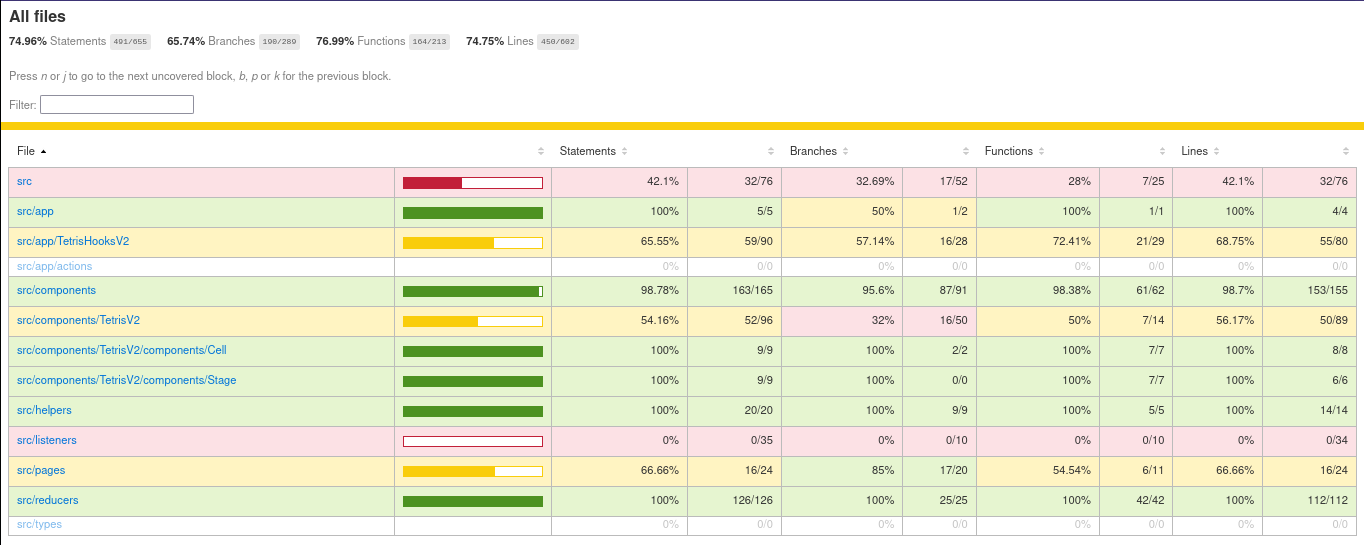 All files
74.96% Statements 491/655 65.74% Branches 190/289 76.99% Functions 164/213 74.75% Lines 450/602
Press n or j to go to the next uncovered block, b, p or k for the previous block.
Filter:
File Statements Branches Functions Lines
src 42.1% 32/76 32.69% 17/52 28% 7/25 42.1% 32/76
src/app 100% 5/5 50% 1/2 100% 1/1 100% 4/4
src/app/TetrisHooksV2 65.55% 59/90 57.14% 16/28 72.41% 21/29 68.75% 55/80
src/app/actions 0% 0/0 0% 0/0 0% 0/0 0% 0/0
src/components 98.78% 163/165 95.6% 87/91 98.38% 61/62 98.7% 153/155
src/components/TetrisV2 54.16% 52/96 32% 16/50 50% 7/14 56.17% 50/89
src/components/TetrisV2/components/Cell 100% 9/9 100% 2/2 100% 7/7 100% 8/8
src/components/TetrisV2/components/Stage 100% 9/9 100% 0/0 100% 7/7 100% 6/6
src/helpers 100% 20/20 100% 9/9 100% 5/5 100% 14/14
src/listeners 0% 0/35 0% 0/10 0% 0/10 0% 0/34
src/pages 66.66% 16/24 85% 17/20 54.54% 6/11 66.66% 16/24
src/reducers 100% 126/126 100% 25/25 100% 42/42 100% 112/112
src/types 0% 0/0 0% 0/0 0% 0/0 0% 0/0